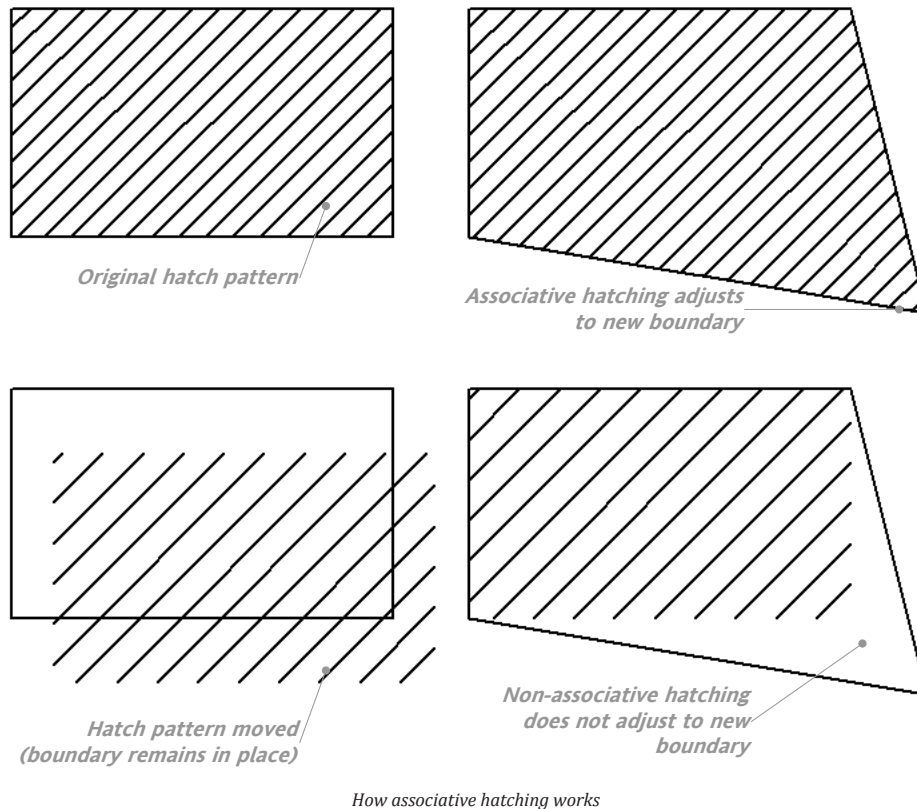 Original hatch pattern
Associative hatching adjusts
to new boundary
Hatch pattern moved
(boundary remains in place)
Non-associative hatching
does not adjust to new
boundary
How associative hatching works